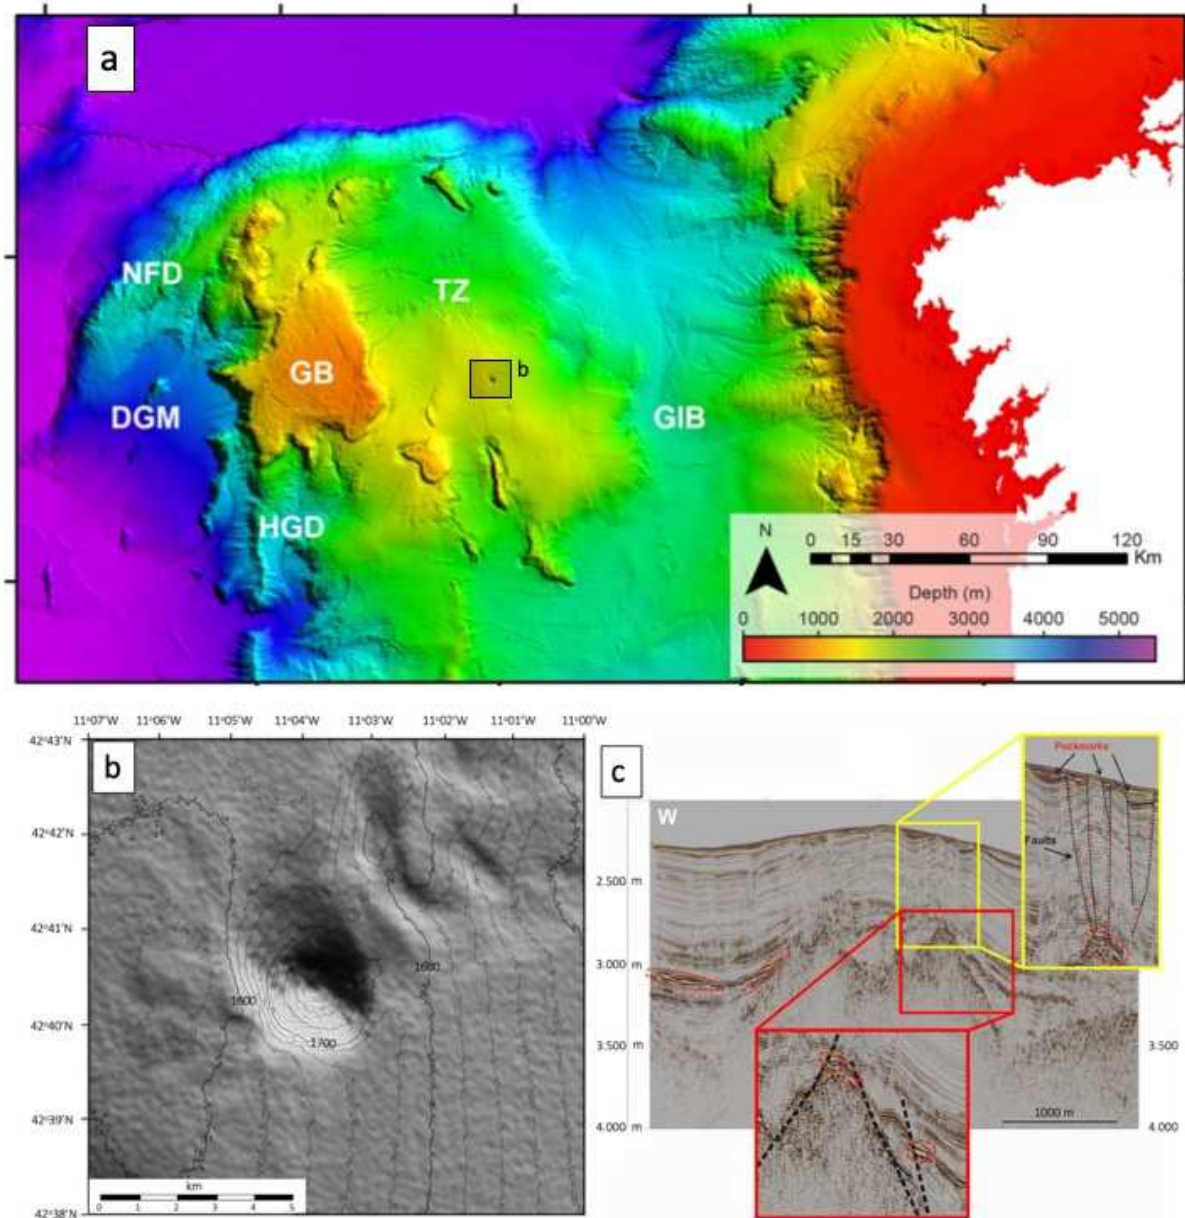 a
NFD
TZ
GB
b
DGM
GIB
HGD
N
0 15 30 60 90 120
Km
Depth (m)
0 1000 2000 3000 4000 5000
11°07'W 11°06'W 11°05'W 11°04'W 11°03'W 11°02'W 11°01'W 11°00'W
42°43'N
b
42°42'N
42°41'N
42°40'N
42°39'N
42°38'N
1600
1600
1700
km
0 1 2 3 4 5
c
W
Pockmarks
Faults
2.500 m
3.000 m
3.500 m
4.000 m
3.500 m
4.000
1000 m